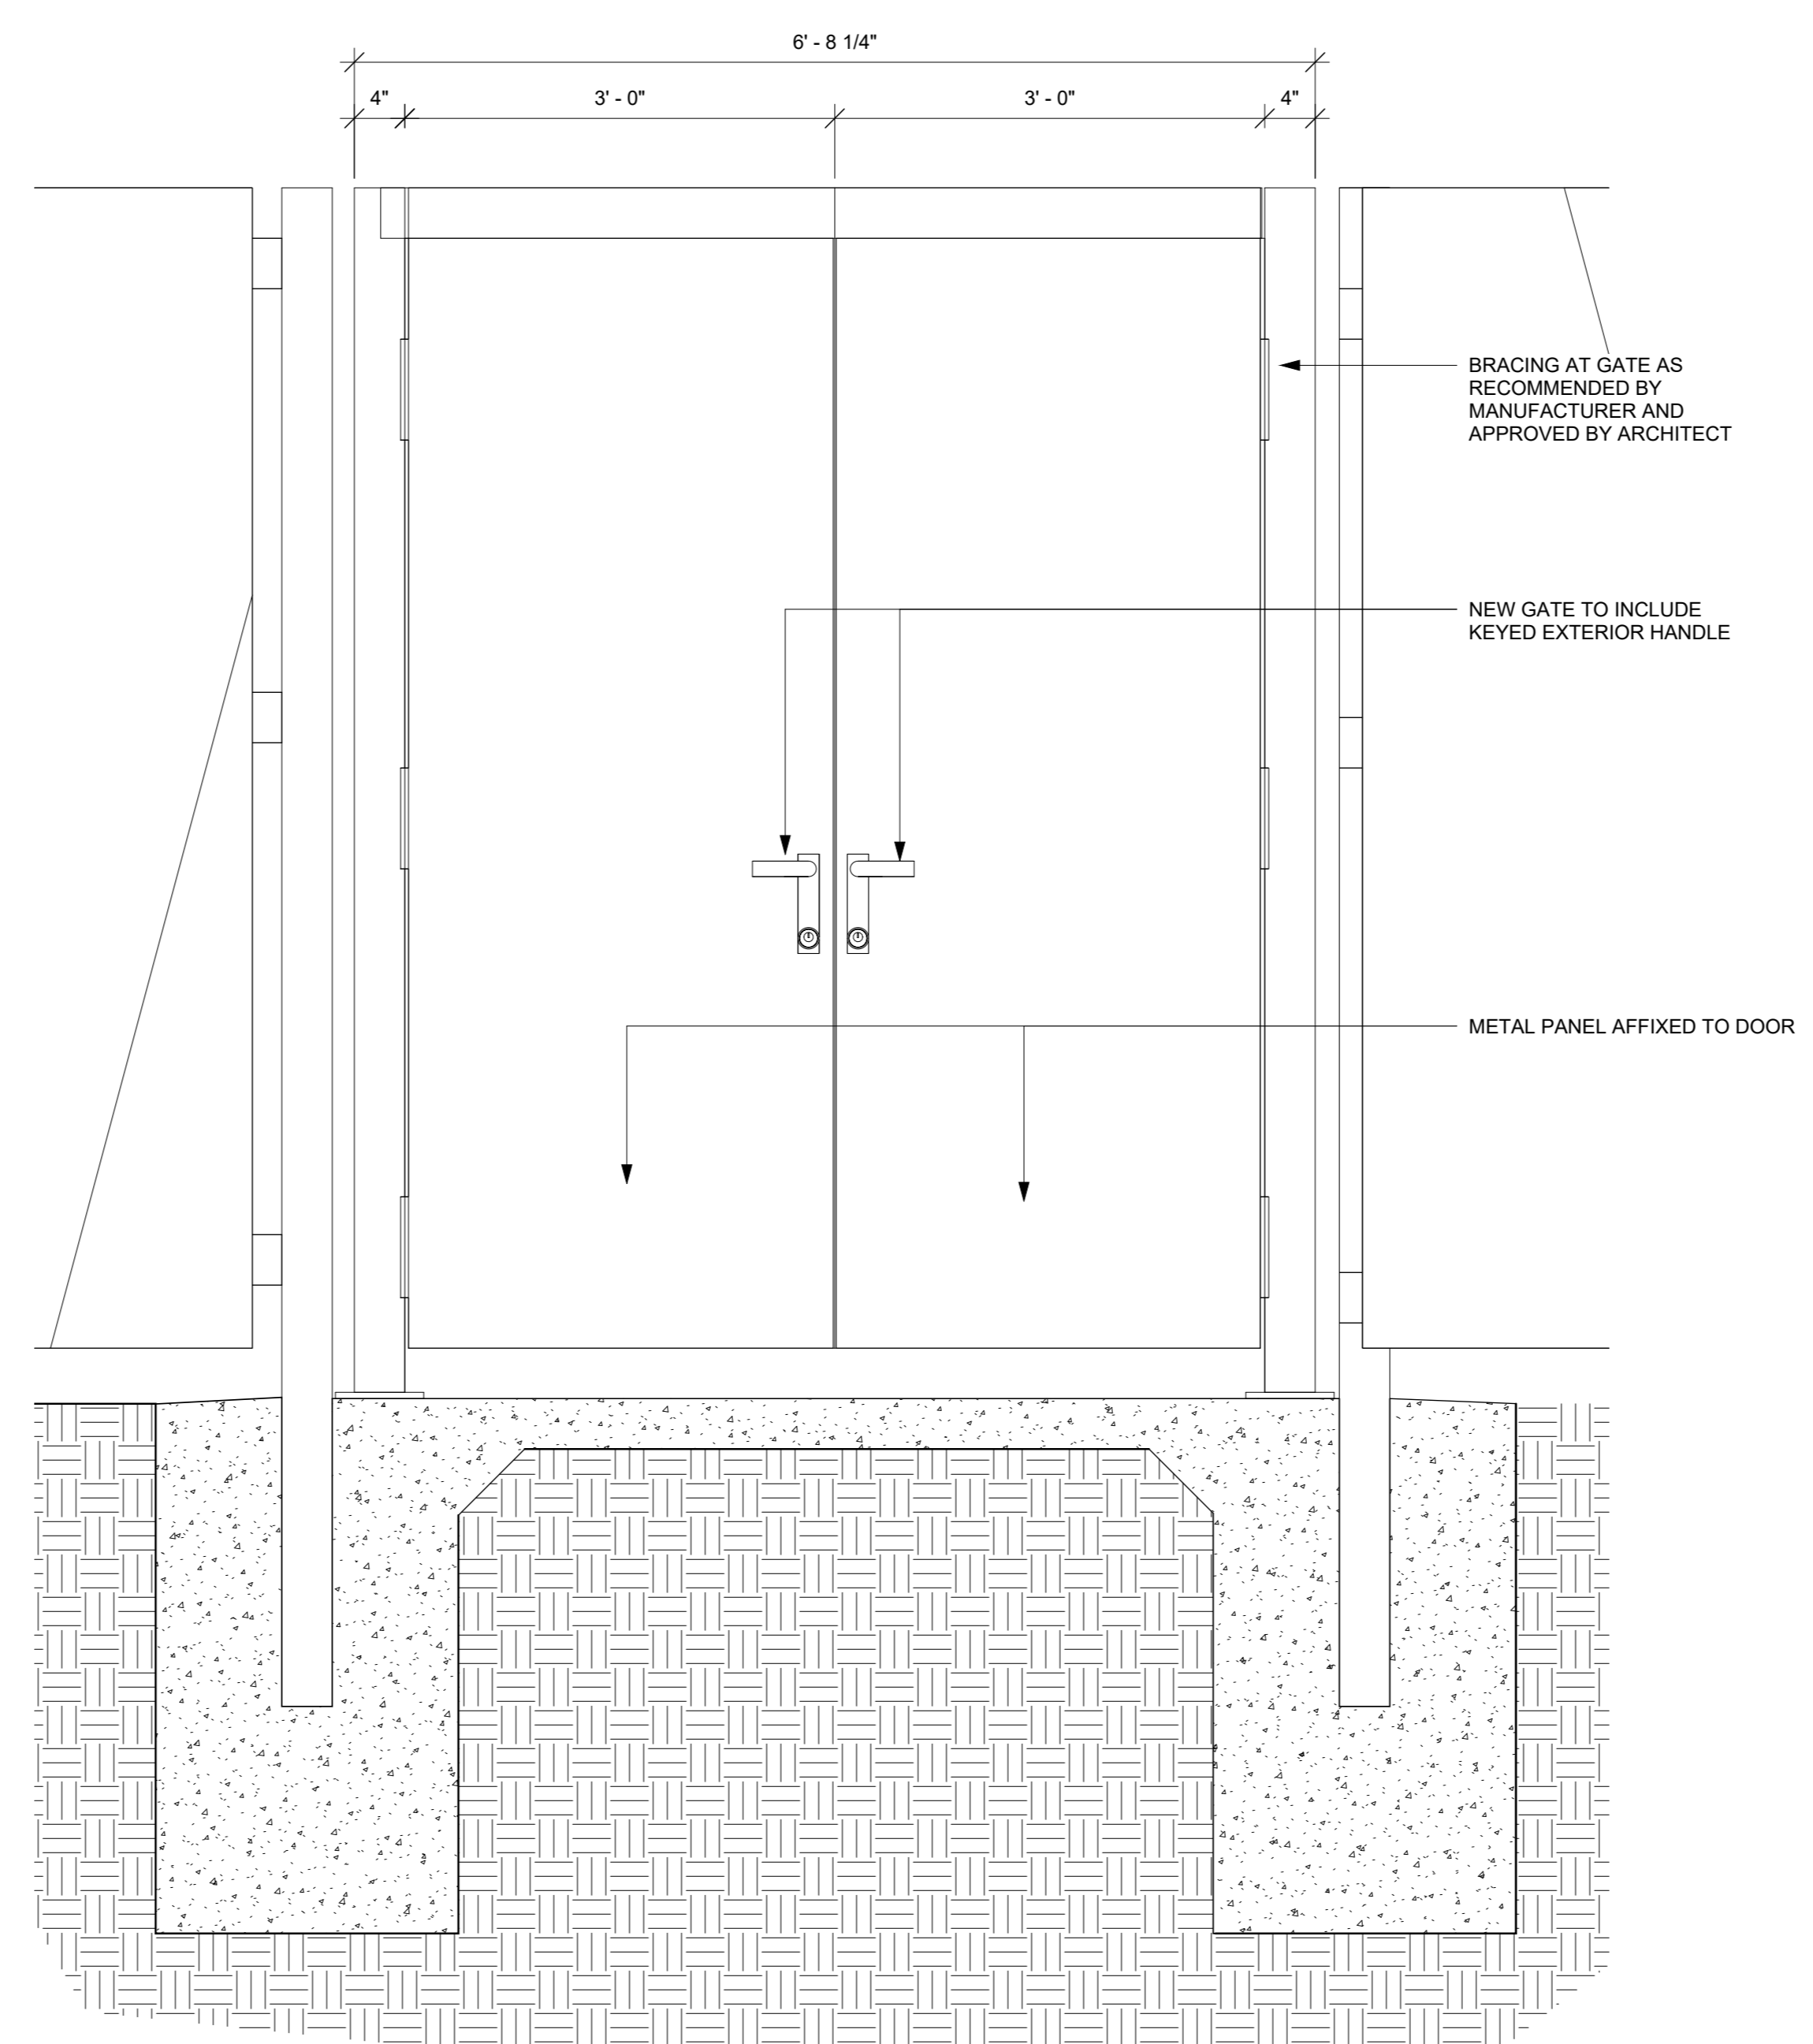 6' - 8 1/4"
4" 3' - 0" 3' - 0" 4"
BRACING AT GATE AS
RECOMMENDED BY
MANUFACTURER AND
APPROVED BY ARCHITECT
NEW GATE TO INCLUDE
KEYED EXTERIOR HANDLE
METAL PANEL AFFIXED TO DOOR